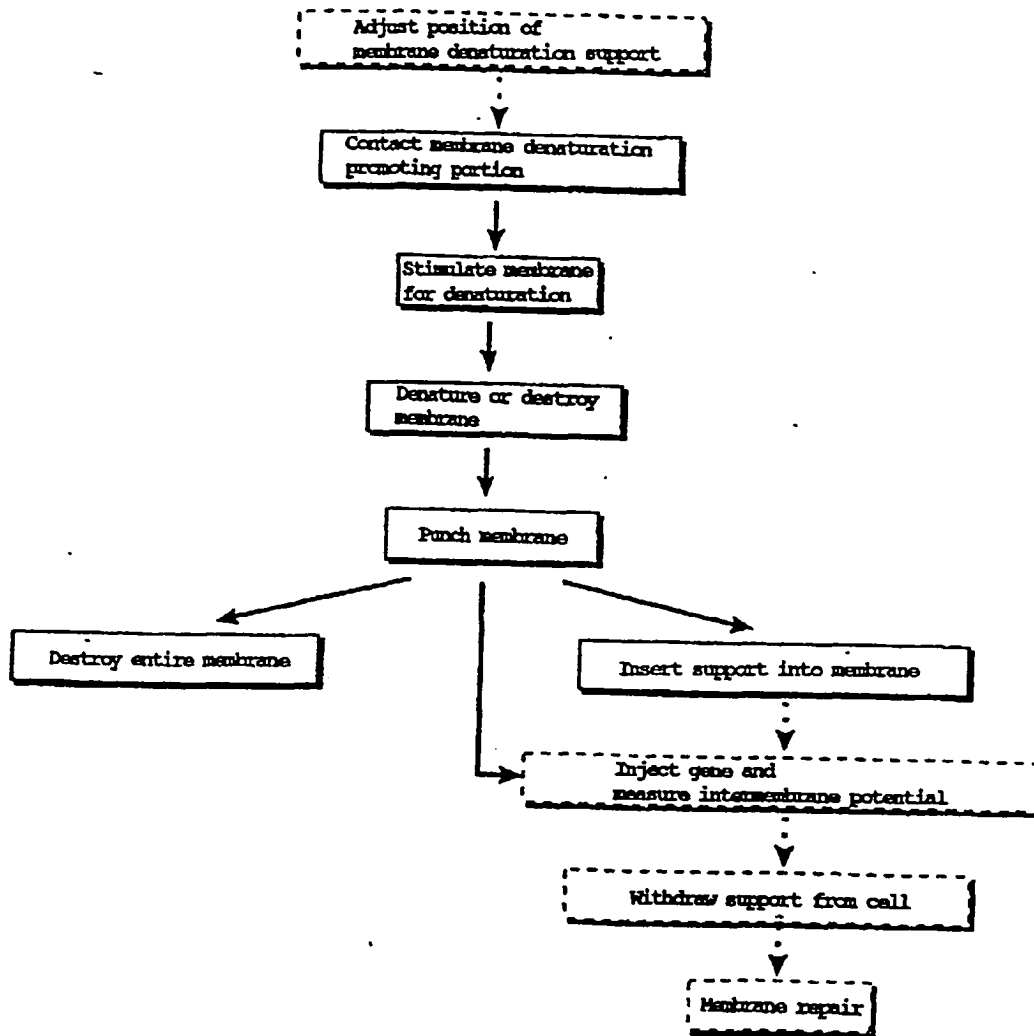 Adjust position of
membrane denaturation support
Contact membrane denaturation
promoting portion
Stimulate membrane
for denaturation
Denature or destroy
membrane
Punch membrane
Destroy entire membrane
Insert support into membrane
Inject gene and
measure intermembrane potential
Withdraw support from call
Membrane repair